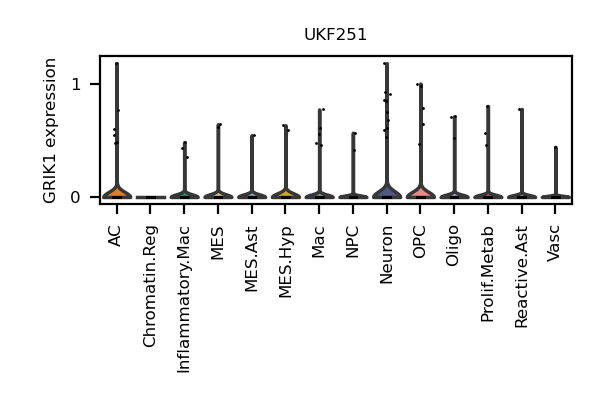 UKF251
GRIK1 expression
1
0
AC
Chromatin.Reg
Inflammatory.Mac
MES
MES.Ast
MES.Hyp
Mac
NPC
Neuron
OPC
Oligo
Prolif.Metab
Reactive.Ast
Vasc